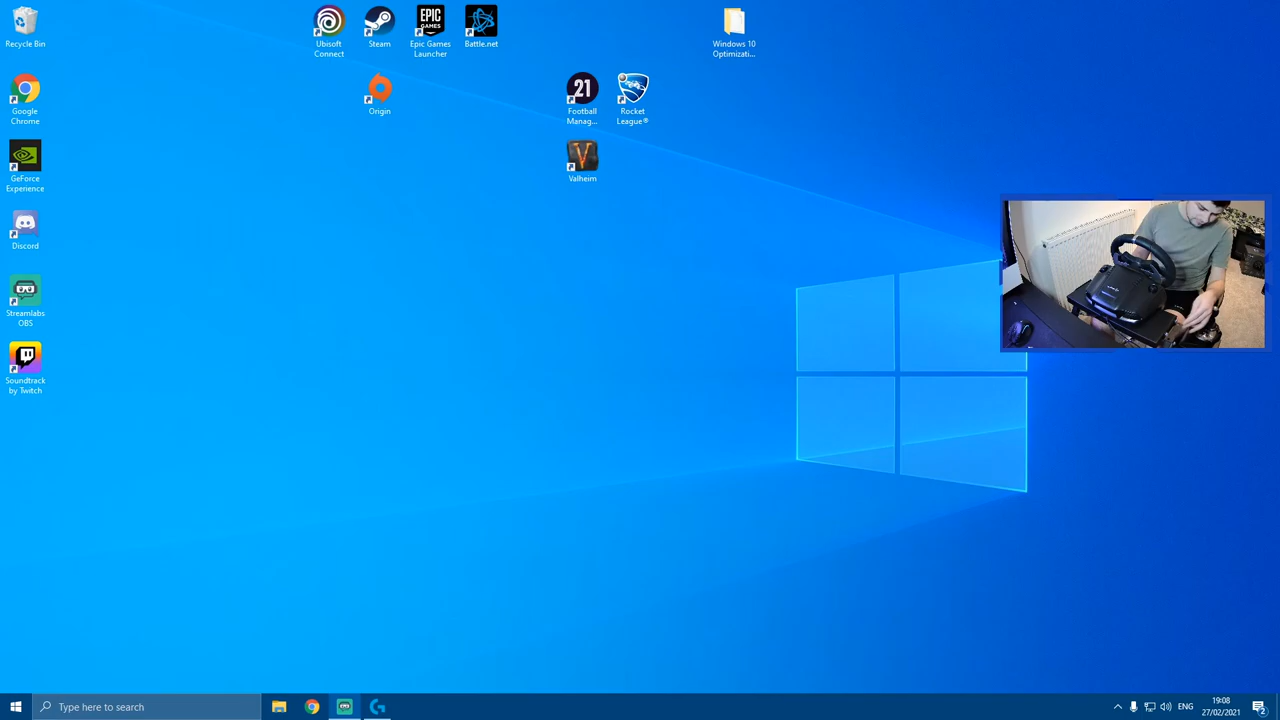 Recycle Bin
Ubisoft
Connect
Steam
EPIC
GAMES
Epic Games
Launcher
Battle.net
Windows 10
Optimizati...
Google
Chrome
Origin
21
Football
Manag...
Rocket
League®
GeForce
Experience
V
Valheim
Discord
Streamlabs
OBS
Soundtrack
by Twitch
Type here to search
ENG
19:08
27/02/2021
2